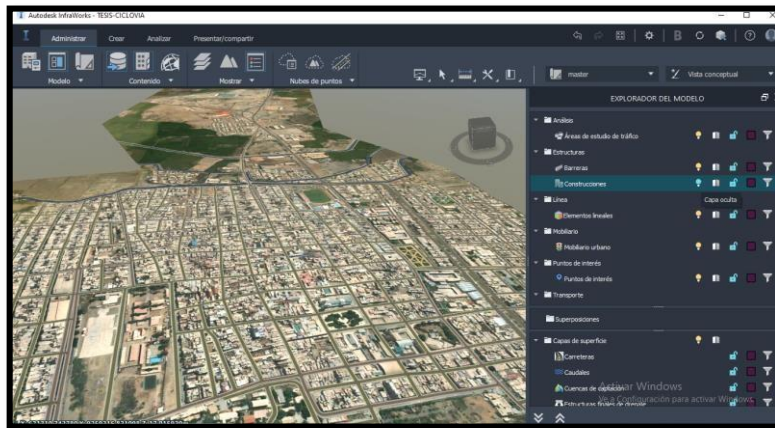 Autodesk InfraWorks - TESIS-CICLOVIA
Administrar Crear Analizar Presentar/compartir
Modelo Contenido Mostrar Nubes de puntos
master Vista conceptual
EXPLORADOR DEL MODELO
Análisis
Áreas de estudio de tráfico
Estructuras
Barreras
Construcciones
Línea
Capa oculta
Elementos lineales
Mobiliario
Mobiliario urbano
Puntos de interés
Puntos de interés
Transporte
Superposiciones
Capas de superficie
Carreteras
Caudales
Cuencas de captación
Activar Windows
Ve a Configuración para activar Windows.